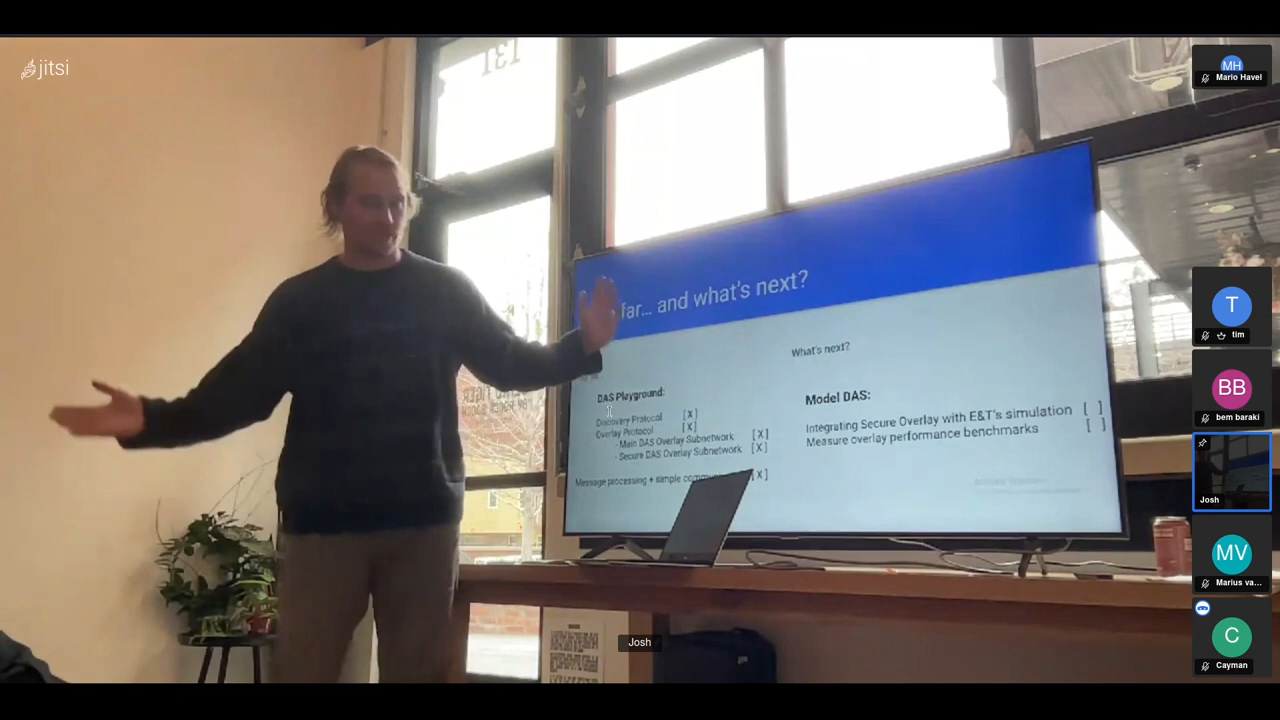 jitsi
131
MH
Mario Havel
far... and what's next?
What's next?
DAS Playground:
Discovery Protocol [X]
Overlay Protocol [X]
- Main DAS Overlay Subnetwork [X]
- Secure DAS Overlay Subnetwork [X]
Message processing + simple [X]
Model DAS:
Integrating Secure Overlay with E&T's simulation [ ]
Measure overlay performance benchmarks [ ]
TIGER
T
tim
BB
bem baraki
Josh
MV
Marius va...
C
Cayman
Josh